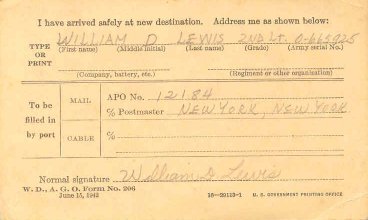 I have arrived safely at new destination. Address me as shown below:
TYPE OR PRINT
WILLIAM D LEWIS 2ND LT. O-665925
(First name) (Middle initial) (Last name) (Grade) (Army serial No.)
(Company, battery, etc.) (Regiment or other organization)
To be filled in by port
MAIL
APO No. 12184
% Postmaster NEW YORK, NEW YORK
CABLE
%
Normal signature William D Lewis
W. D., A. G. O. Form No. 206
June 15, 1942
16—29113-1 U. S. GOVERNMENT PRINTING OFFICE